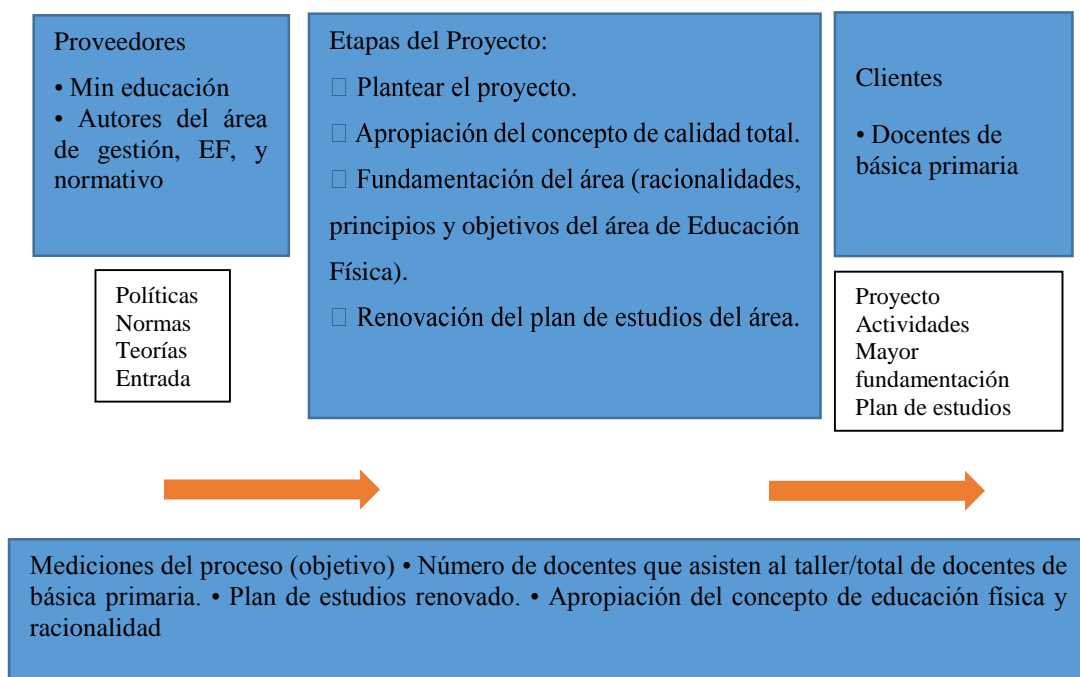 Proveedores
• Min educación
• Autores del área
de gestión, EF, y
normativo
Políticas
Normas
Teorías
Entrada
Etapas del Proyecto:
□ Plantear el proyecto.
□ Apropiación del concepto de calidad total.
□ Fundamentación del área (racionalidades,
principios y objetivos del área de Educación
Física).
□ Renovación del plan de estudios del área.
Clientes
• Docentes de
básica primaria
Proyecto
Actividades
Mayor
fundamentación
Plan de estudios
Mediciones del proceso (objetivo) • Número de docentes que asisten al taller/total de docentes de
básica primaria. • Plan de estudios renovado. • Apropiación del concepto de educación física y
racionalidad